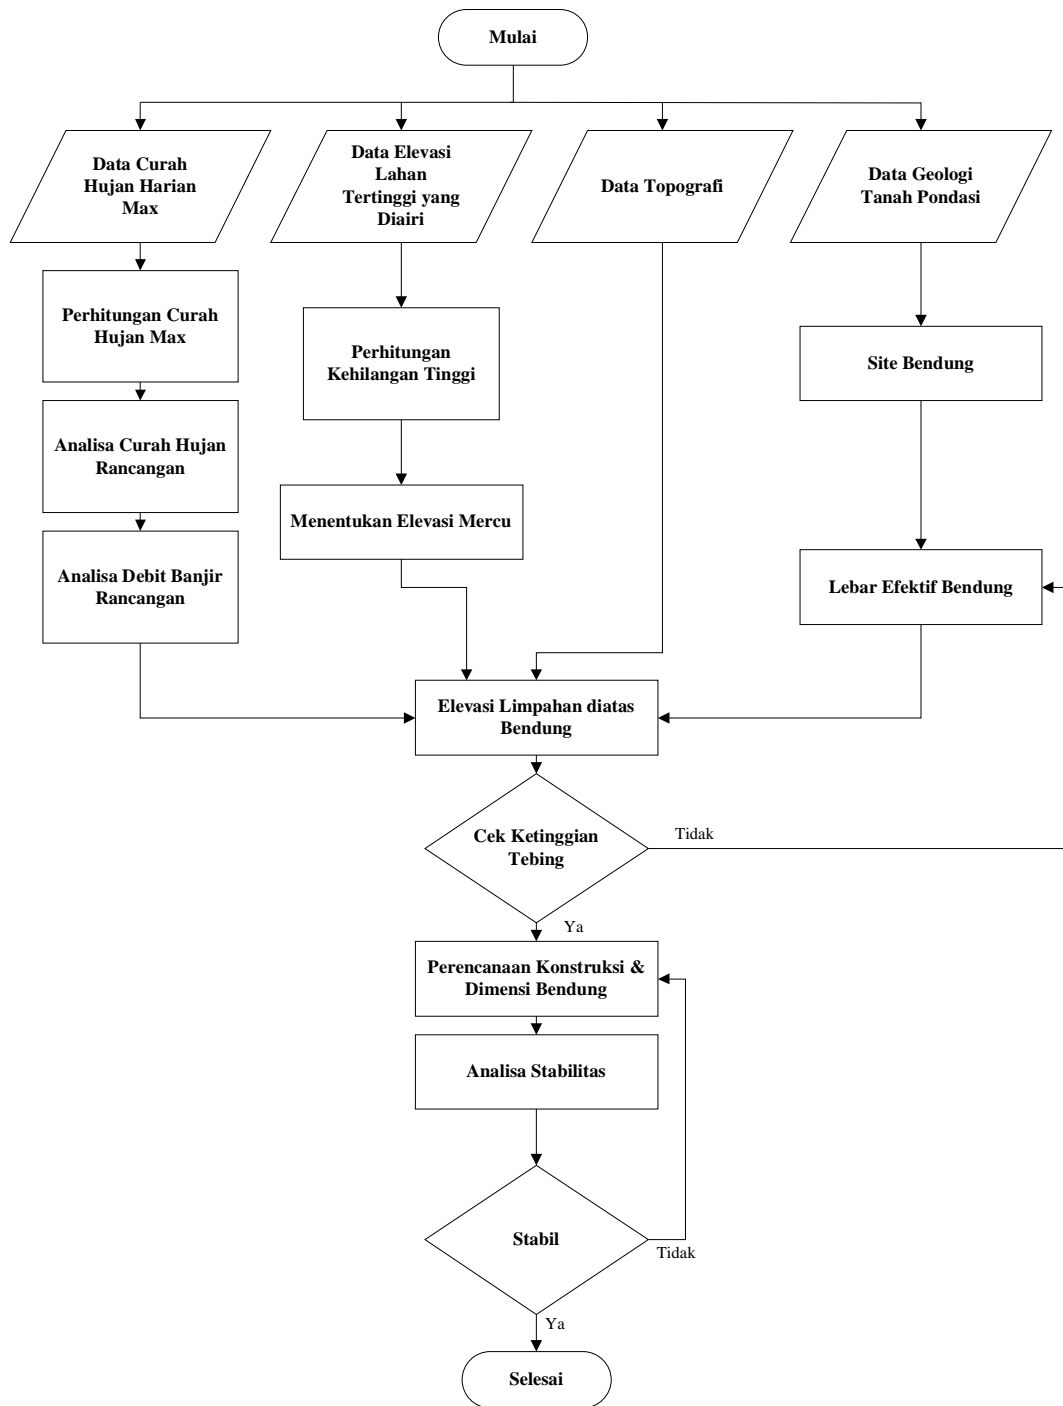 Mulai
Data Curah
Hujan Harian
Max
Data Elevasi
Lahan
Tertinggi yang
Diairi
Data Topografi
Data Geologi
Tanah Pondasi
Perhitungan Curah
Hujan Max
Perhitungan
Kehilangan Tinggi
Site Bendung
Analisa Curah Hujan
Rancangan
Menentukan Elevasi Mercu
Analisa Debit Banjir
Rancangan
Lebar Efektif Bendung
Elevasi Limpahan diatas
Bendung
Cek Ketinggian
Tebing
Tidak
Ya
Perencanaan Konstruksi &
Dimensi Bendung
Analisa Stabilitas
Stabil
Tidak
Ya
Selesai